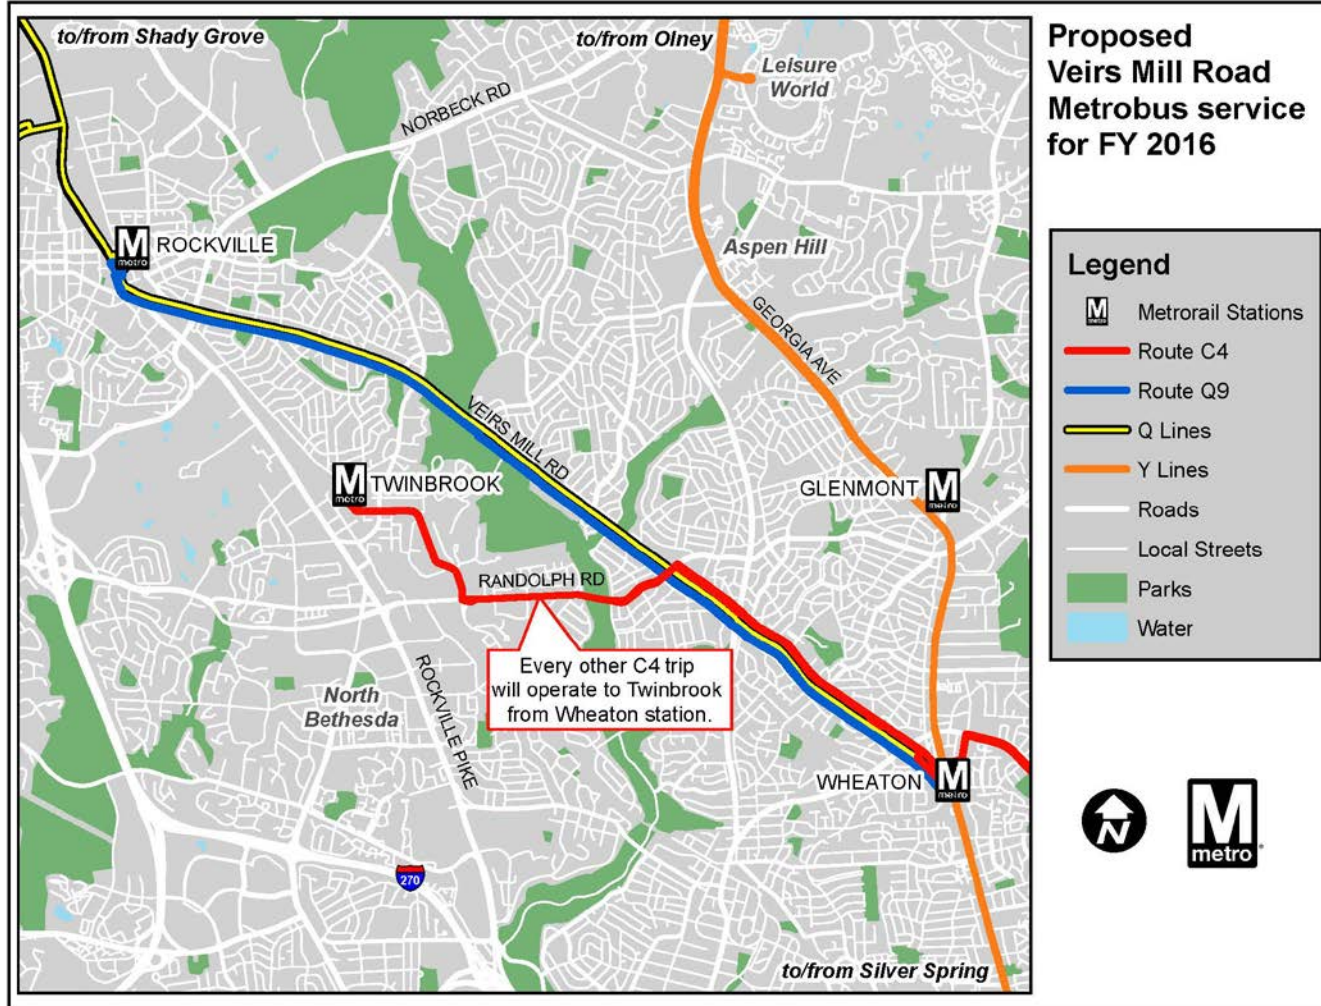 Proposed
Veirs Mill Road
Metrobus service
for FY 2016
to/from Shady Grove
to/from Olney
Leisure
World
NORBECK RD
M
metro
ROCKVILLE
Aspen Hill
GEORGIA AVE
VEIRS MILL RD
M
metro
TWINBROOK
GLENMONT
M
metro
RANDOLPH RD
Every other C4 trip
will operate to Twinbrook
from Wheaton station.
North
Bethesda
ROCKVILLE PIKE
WHEATON
M
metro
270
to/from Silver Spring
Legend
M
metro
Metrorail Stations
Route C4
Route Q9
Q Lines
Y Lines
Roads
Local Streets
Parks
Water
N
M
metro